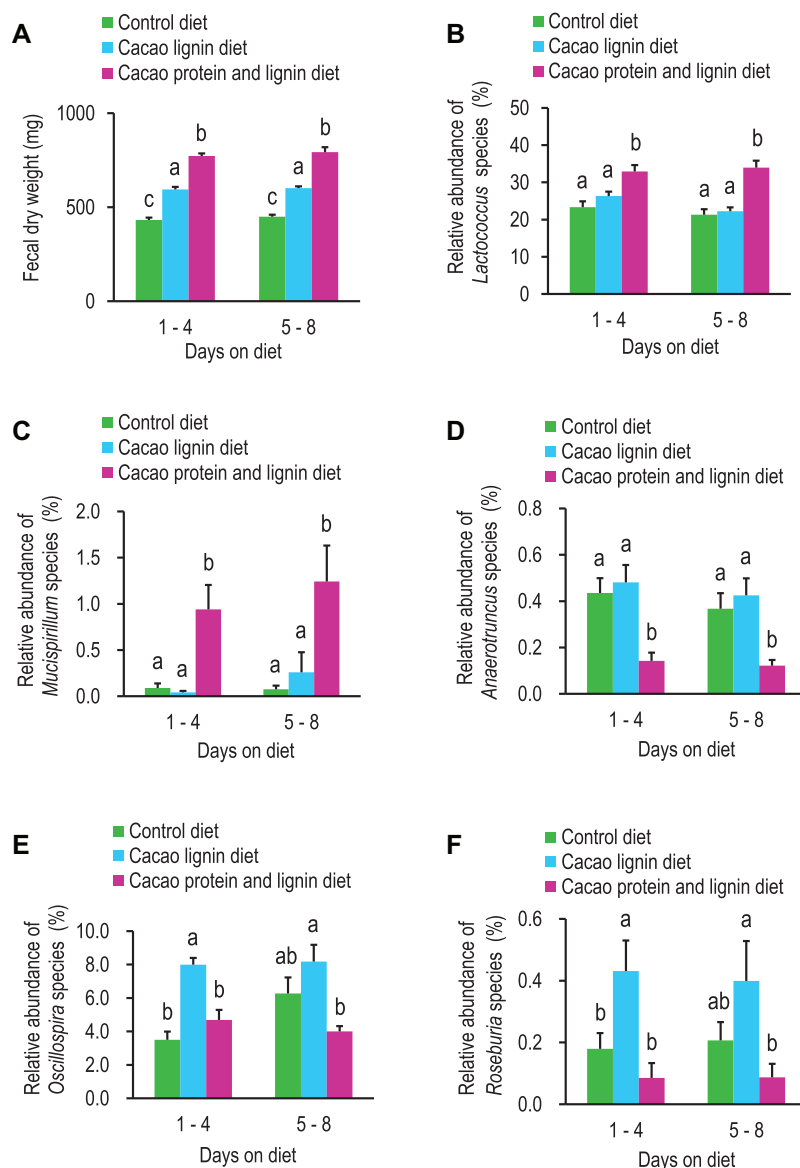 A
Control diet
Cacao lignin diet
Cacao protein and lignin diet
Fecal dry weight (mg)
1000
500
0
c
a
b
c
a
b
1 - 4
5 - 8
Days on diet
B
Control diet
Cacao lignin diet
Cacao protein and lignin diet
Relative abundance of
Lactococcus species (%)
50
40
30
20
10
0
a
a
b
a
a
b
1 - 4
5 - 8
Days on diet
C
Control diet
Cacao lignin diet
Cacao protein and lignin diet
Relative abundance of
Mucispirillum species (%)
2.0
1.5
1.0
0.5
0.0
a
a
b
a
a
b
1 - 4
5 - 8
Days on diet
D
Control diet
Cacao lignin diet
Cacao protein and lignin diet
Relative abundance of
Anaerotruncus species (%)
0.8
0.6
0.4
0.2
0.0
a
a
b
a
a
b
1 - 4
5 - 8
Days on diet
E
Control diet
Cacao lignin diet
Cacao protein and lignin diet
Relative abundance of
Oscillospira species (%)
8.0
8.0
6.0
4.0
2.0
0.0
b
a
b
ab
a
b
1 - 4
5 - 8
Days on diet
F
Control diet
Cacao lignin diet
Cacao protein and lignin diet
Relative abundance of
Roseburia species (%)
0.6
0.4
0.2
0.0
b
a
b
ab
a
b
1 - 4
5 - 8
Days on diet